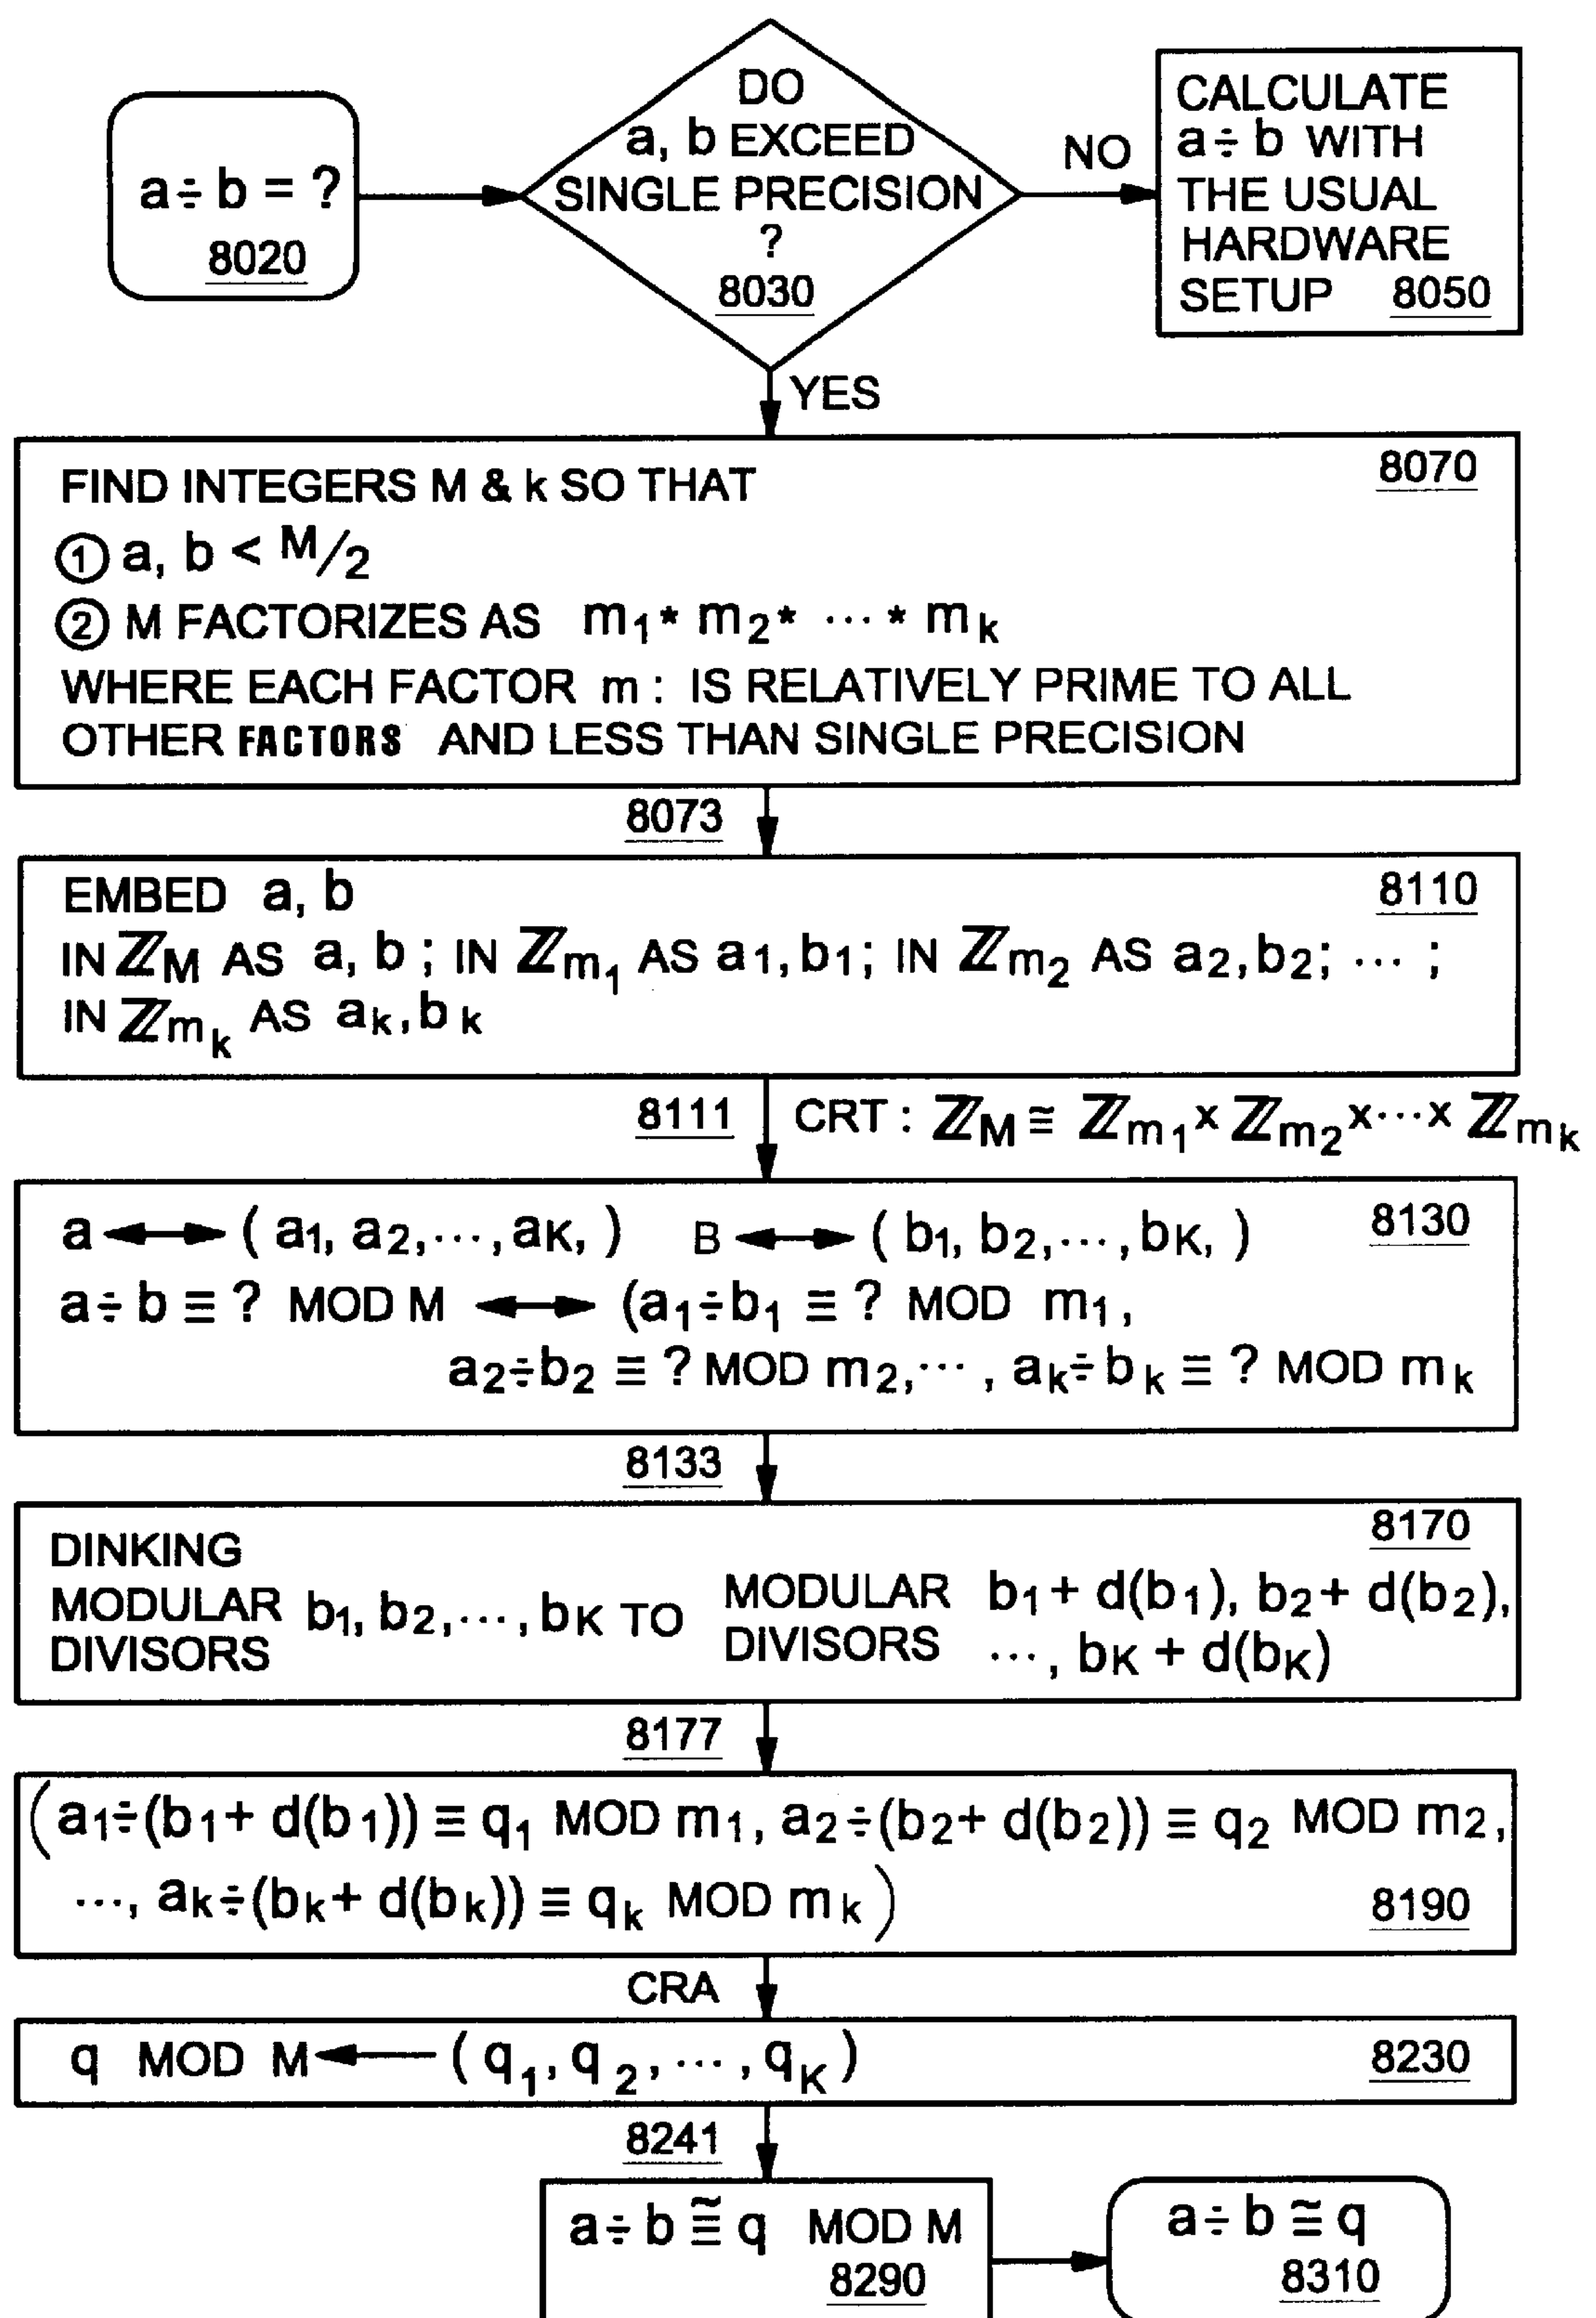 a ÷ b = ?
8020
DO
a, b EXCEED
SINGLE PRECISION
?
8030
NO
CALCULATE
a ÷ b WITH
THE USUAL
HARDWARE
SETUP 8050
YES
8070
FIND INTEGERS M & k SO THAT
① a, b < M/2
② M FACTORIZES AS m₁* m₂* ⋯ * mₖ
WHERE EACH FACTOR m : IS RELATIVELY PRIME TO ALL
OTHER FACTORS AND LESS THAN SINGLE PRECISION
8073
EMBED a, b 8110
IN ℤM AS a, b ; IN ℤm₁ AS a₁, b₁; IN ℤm₂ AS a₂, b₂; ⋯ ;
IN ℤmₖ AS aₖ, bₖ
8111 CRT : ℤM ≅ ℤm₁ x ℤm₂ x⋯x ℤmₖ
a ↔ ( a₁, a₂,⋯, aK, ) B ↔ ( b₁, b₂,⋯, bK, ) 8130
a ÷ b ≡ ? MOD M ↔ (a₁÷b₁ ≡ ? MOD m₁ ,
a₂÷b₂ ≡ ? MOD m₂,⋯ , aₖ÷bₖ ≡ ? MOD mₖ
8133
8170
DINKING
MODULAR DIVISORS b₁, b₂,⋯, bK TO MODULAR DIVISORS b₁ + d(b₁), b₂ + d(b₂),
⋯, bK + d(bK)
8177
(a₁÷(b₁+ d(b₁)) ≡ q₁ MOD m₁, a₂÷(b₂+ d(b₂)) ≡ q₂ MOD m₂,
⋯, aₖ÷(bₖ+ d(bₖ)) ≡ qₖ MOD mₖ) 8190
CRA
q MOD M ← ( q₁, q₂, ⋯, qK ) 8230
8241
a ÷ b ≊ q MOD M
8290
a ÷ b ≅ q
8310